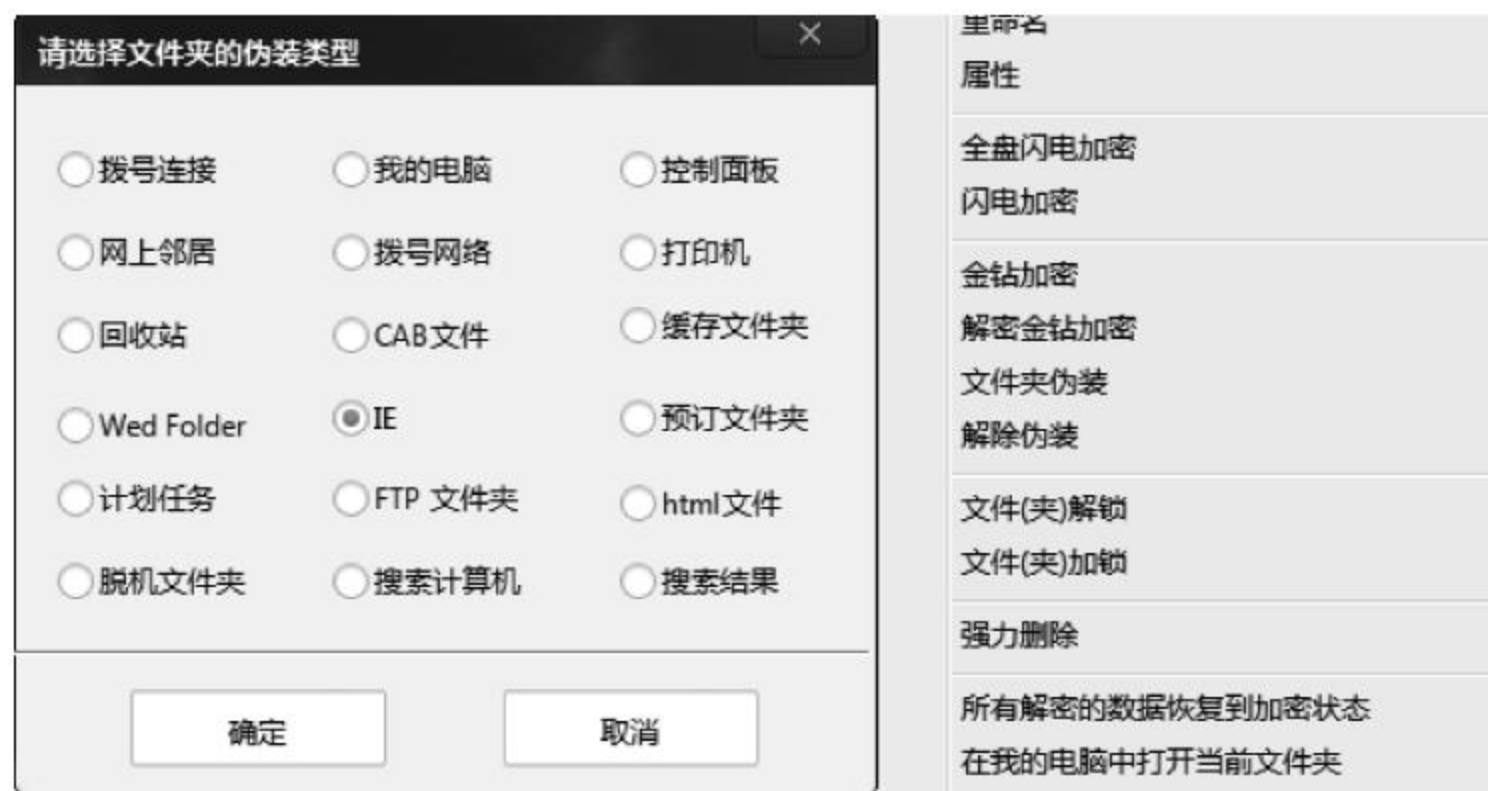 请选择文件夹的伪装类型
拨号连接 我的电脑 控制面板
网上邻居 拨号网络 打印机
回收站 CAB文件 缓存文件夹
Wed Folder IE 预订文件夹
计划任务 FTP 文件夹 html文件
脱机文件夹 搜索计算机 搜索结果
确定 取消
重命名
属性
全盘闪电加密
闪电加密
金钻加密
解密金钻加密
文件夹伪装
解除伪装
文件(夹)解锁
文件(夹)加锁
强力删除
所有解密的数据恢复到加密状态
在我的电脑中打开当前文件夹